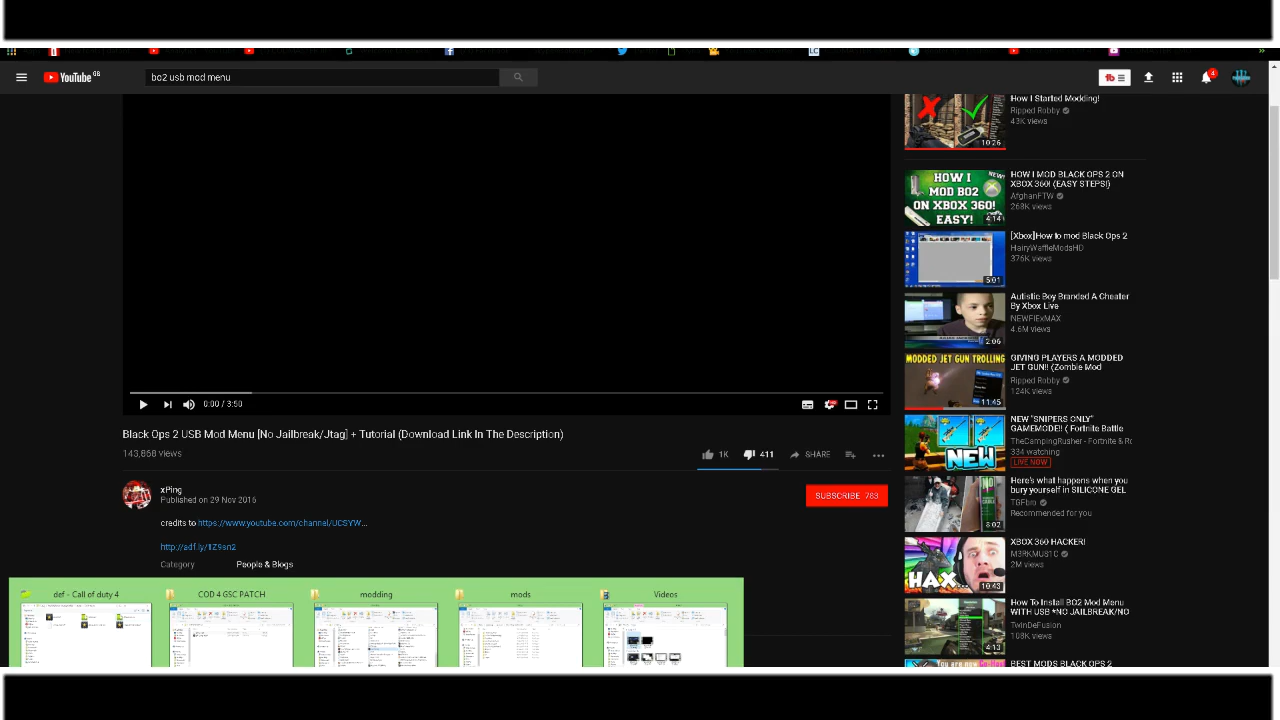 YouTube GB
bo2 usb mod menu
4
How I Started Modding!
Ripped Robby
43K views
10:26
HOW I
MOD BO2
ON XBOX 360!
EASY!
NEW!
4:14
HOW I MOD BLACK OPS 2 ON
XBOX 360! (EASY STEPS!)
AfghanFTW
268K views
5:01
[Xbox]How to mod Black Ops 2
HairyWaffleModsHD
376K views
2:06
Autistic Boy Branded A Cheater
By Xbox Live
NEWFIExMAX
4.6M views
MODDED JET GUN TROLLING
11:45
GIVING PLAYERS A MODDED
JET GUN!! (Zombie Mod
Ripped Robby
124K views
NEW
NEW "SNIPERS ONLY"
GAMEMODE!! ( Fortnite Battle
TheCampingRusher - Fortnite & Ro
334 watching
LIVE NOW
8:02
Here's what happens when you
bury yourself in SILICONE GEL
TGFbro
Recommended for you
HAX
10:43
XBOX 360 HACKER!
M3RKMUS1C
2M views
4:13
How To Install BO2 Mod Menu
WITH USB *NO JAILBREAK/NO
TwinDeFusion
108K views
BEST MODS BLACK OPS 2
0:00 / 3:50
Black Ops 2 USB Mod Menu [No Jailbreak/Jtag] + Tutorial (Download Link In The Description)
143,868 views
1K
411
SHARE
xPing
Published on 29 Nov 2016
SUBSCRIBE 783
credits to https://www.youtube.com/channel/UCSYW...
http://adf.ly/1Z9sn2
Category
People & Blogs
def - Call of duty 4
COD 4 GSC PATCH
modding
mods
Videos